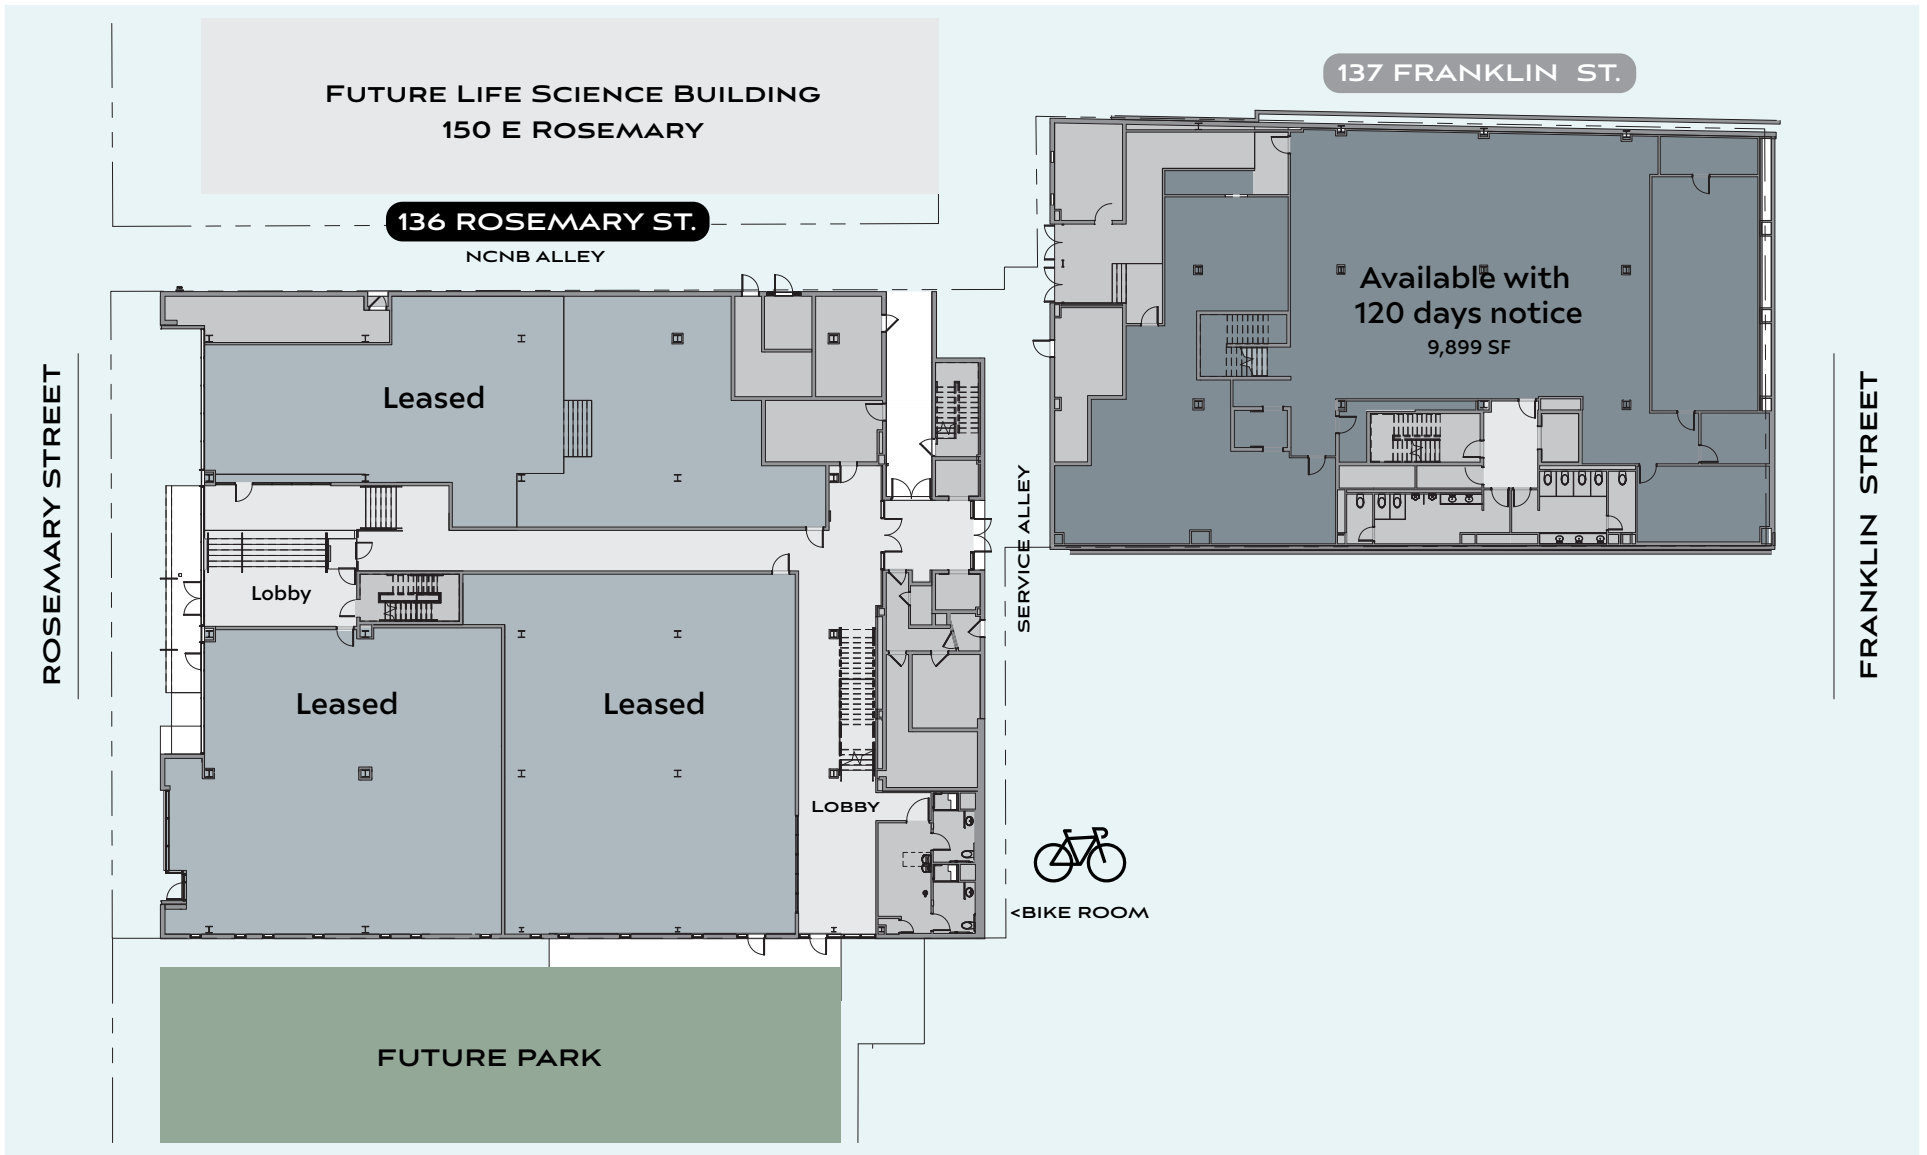 FUTURE LIFE SCIENCE BUILDING
150 E ROSEMARY
137 FRANKLIN ST.
136 ROSEMARY ST.
NCNB ALLEY
Available with
120 days notice
9,899 SF
Leased
ROSEMARY STREET
FRANKLIN STREET
SERVICE ALLEY
Lobby
Leased
Leased
LOBBY
<BIKE ROOM
FUTURE PARK